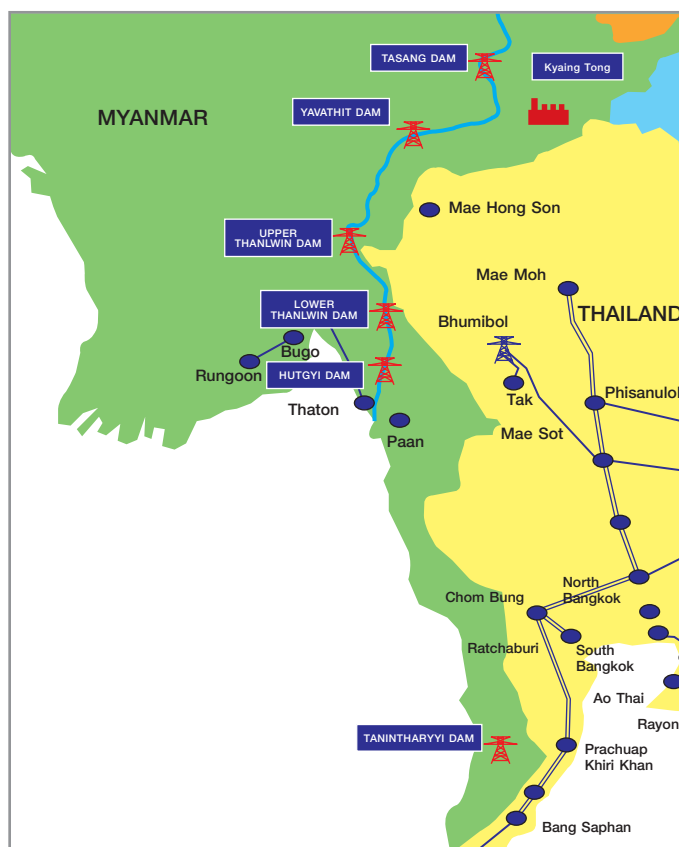 TASANG DAM
Kyaing Tong
MYANMAR
YAVATHIT DAM
Mae Hong Son
UPPER
THANLWIN DAM
Mae Moh
LOWER
THANLWIN DAM
THAILAND
Bhumibol
Bugo
Rungoon
HUTGYI DAM
Tak
Phisanulok
Thaton
Mae Sot
Paan
North
Bangkok
Chom Bung
Ratchaburi
South
Bangkok
Ao Thai
Rayon
TANINTHARYYI DAM
Prachuap
Khiri Khan
Bang Saphan